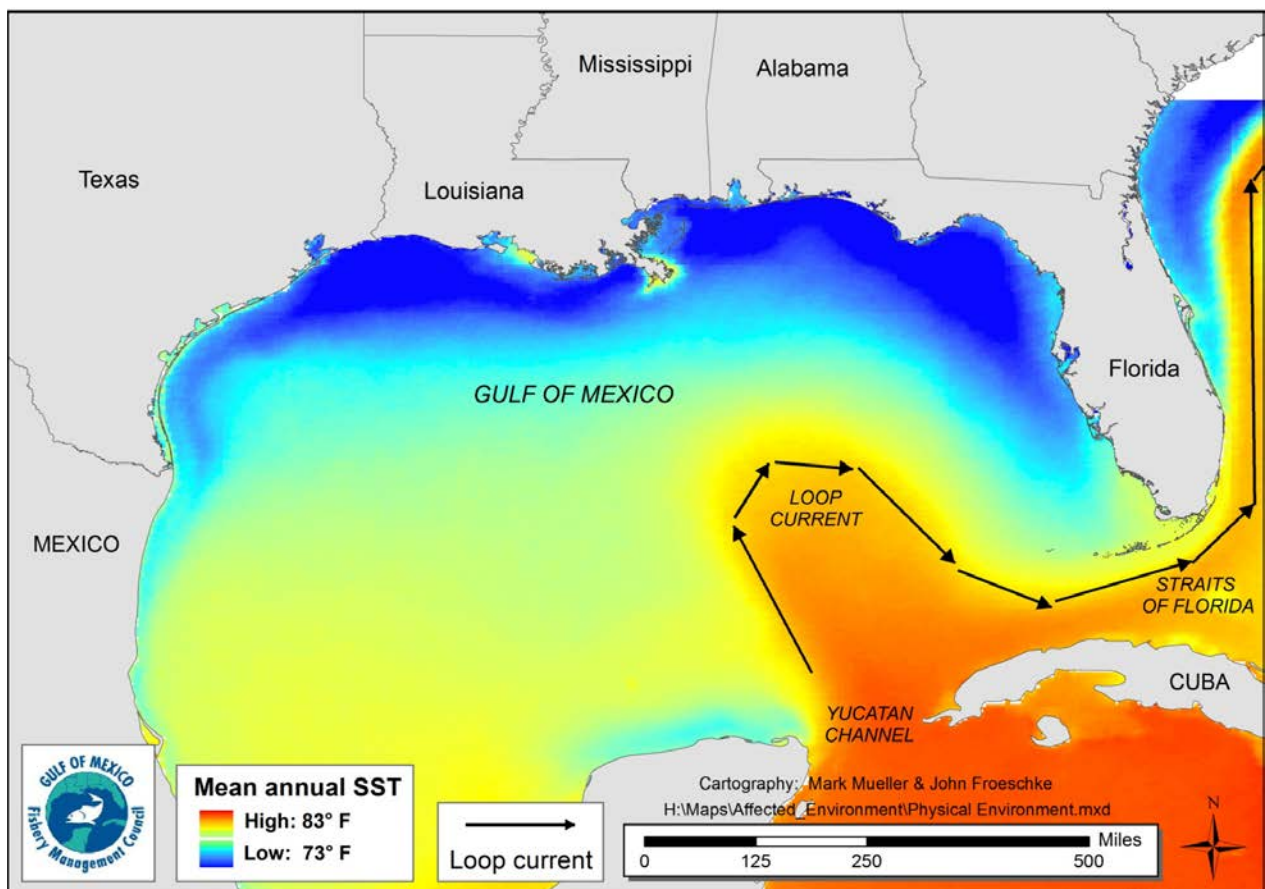 Mississippi
Alabama
Texas
Louisiana
GULF OF MEXICO
Florida
LOOP
CURRENT
MEXICO
STRAITS
OF FLORIDA
CUBA
YUCATAN
CHANNEL
GULF OF MEXICO
Fishery Management Council
Mean annual SST
High: 83° F
Low: 73° F
Loop current
Cartography: Mark Mueller & John Froeschke
H:\Maps\Affected_Environment\Physical Environment.mxd
Miles
0 125 250 500
N